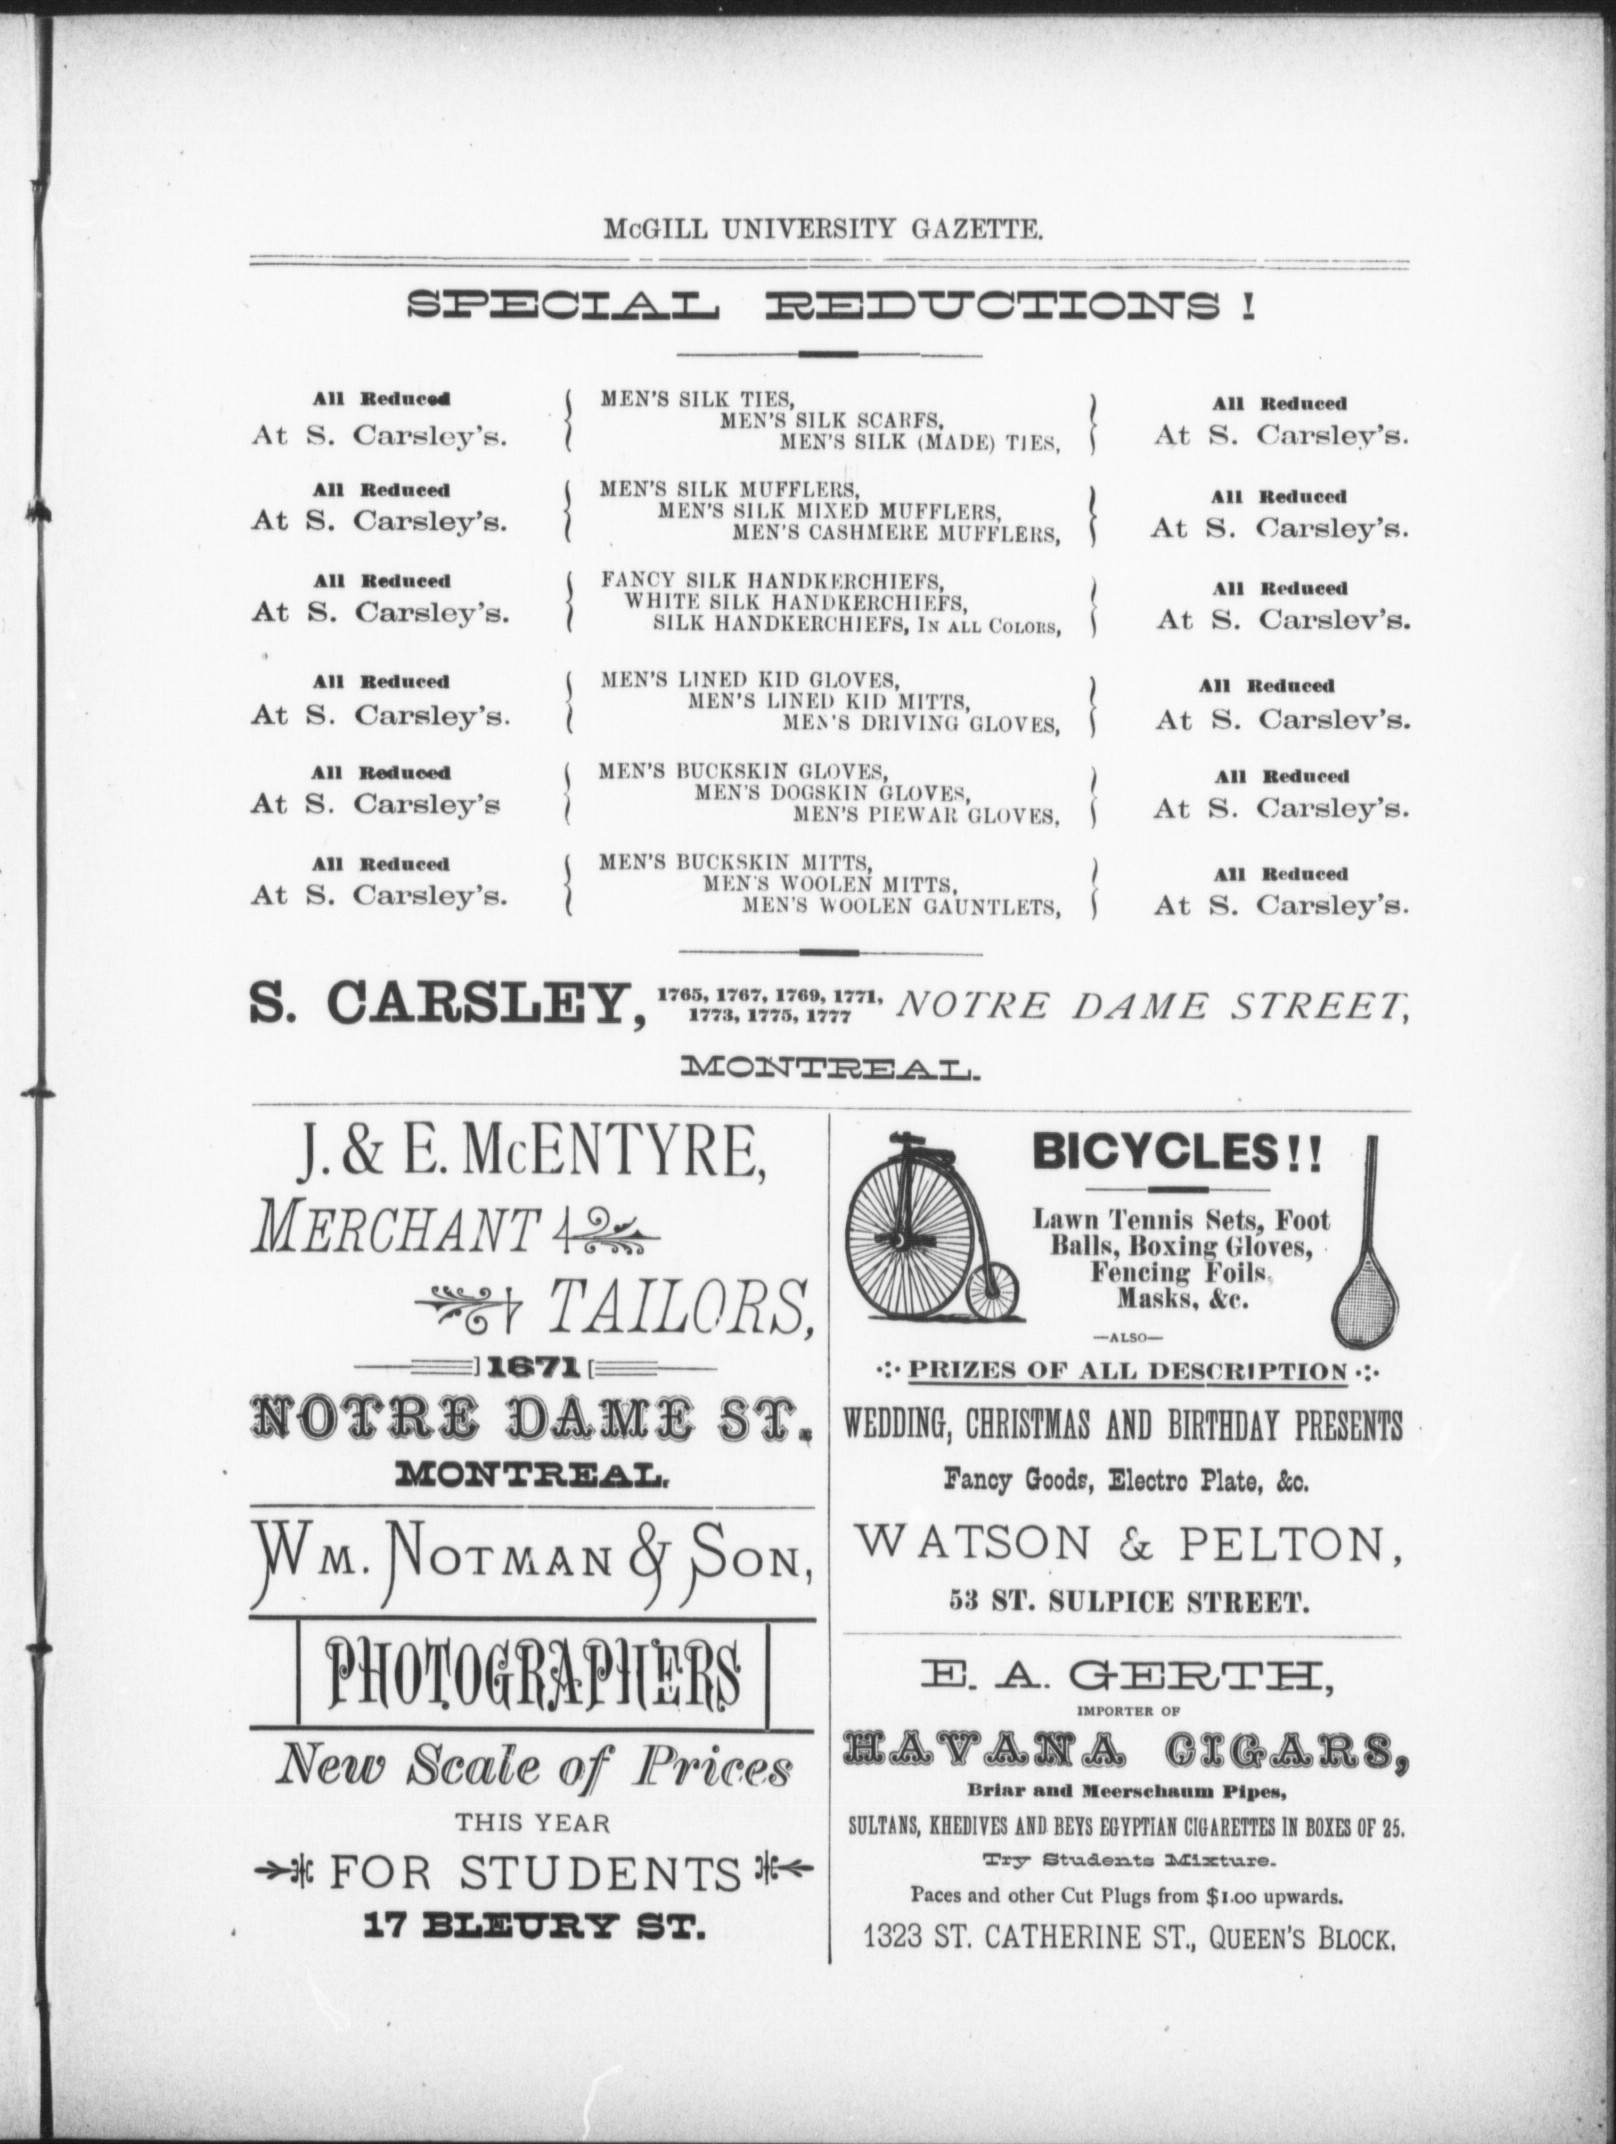 McGILL UNIVERSITY GAZETTE.
SPECIAL REDUCTIONS !
All Reduced
At S. Carsley's.
MEN'S SILK TIES,
MEN'S SILK SCARFS,
MEN'S SILK (MADE) TIES,
All Reduced
At S. Carsley's.
All Reduced
At S. Carsley's.
MEN'S SILK MUFFLERS,
MEN'S SILK MIXED MUFFLERS,
MEN'S CASHMERE MUFFLERS,
All Reduced
At S. Carsley's.
All Reduced
At S. Carsley's.
FANCY SILK HANDKERCHIEFS,
WHITE SILK HANDKERCHIEFS,
SILK HANDKERCHIEFS, IN ALL COLORS,
All Reduced
At S. Carsley's.
All Reduced
At S. Carsley's.
MEN'S LINED KID GLOVES,
MEN'S LINED KID MITTS,
MEN'S DRIVING GLOVES,
All Reduced
At S. Carsley's.
All Reduced
At S. Carsley's
MEN'S BUCKSKIN GLOVES,
MEN'S DOGSKIN GLOVES,
MEN'S PIEWAR GLOVES,
All Reduced
At S. Carsley's.
All Reduced
At S. Carsley's.
MEN'S BUCKSKIN MITTS,
MEN'S WOOLEN MITTS,
MEN'S WOOLEN GAUNTLETS,
All Reduced
At S. Carsley's.
S. CARSLEY, 1765, 1767, 1769, 1771, 1773, 1775, 1777 NOTRE DAME STREET,
MONTREAL.
J. & E. McENTYRE,
MERCHANT
TAILORS,
1671
NOTRE DAME ST.
MONTREAL.
WM. NOTMAN & SON,
PHOTOGRAPHERS
New Scale of Prices
THIS YEAR
FOR STUDENTS
17 BLEURY ST.
BICYCLES!!
Lawn Tennis Sets, Foot
Balls, Boxing Gloves,
Fencing Foils,
Masks, &c.
—ALSO—
PRIZES OF ALL DESCRIPTION
WEDDING, CHRISTMAS AND BIRTHDAY PRESENTS
Fancy Goods, Electro Plate, &c.
WATSON & PELTON,
53 ST. SULPICE STREET.
E. A. GERTH,
IMPORTER OF
HAVANA CIGARS,
Briar and Meerschaum Pipes,
SULTANS, KHEDIVES AND BEYS EGYPTIAN CIGARETTES IN BOXES OF 25.
Try Students Mixture.
Paces and other Cut Plugs from $1.00 upwards.
1323 ST. CATHERINE ST., QUEEN'S BLOCK.